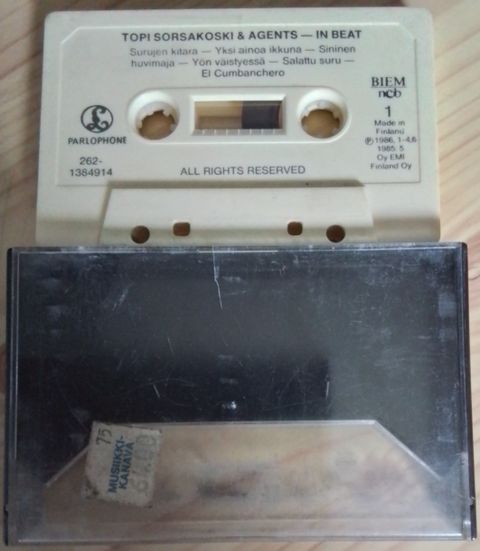 TOPI SORSAKOSKI & AGENTS — IN BEAT
Surujen kitara — Yksi ainoa ikkuna — Sininen
huvimaja — Yön väistyessä — Salattu suru —
El Cumbanchero
BIEM
ncb
1
Made in
Finland
Ⓟ 1986, 1-4,6
1985: 5
Oy EMI
Finland Oy
PARLOPHONE
262-
1384914
ALL RIGHTS RESERVED
75
MUSIIKKI-
KANAVA